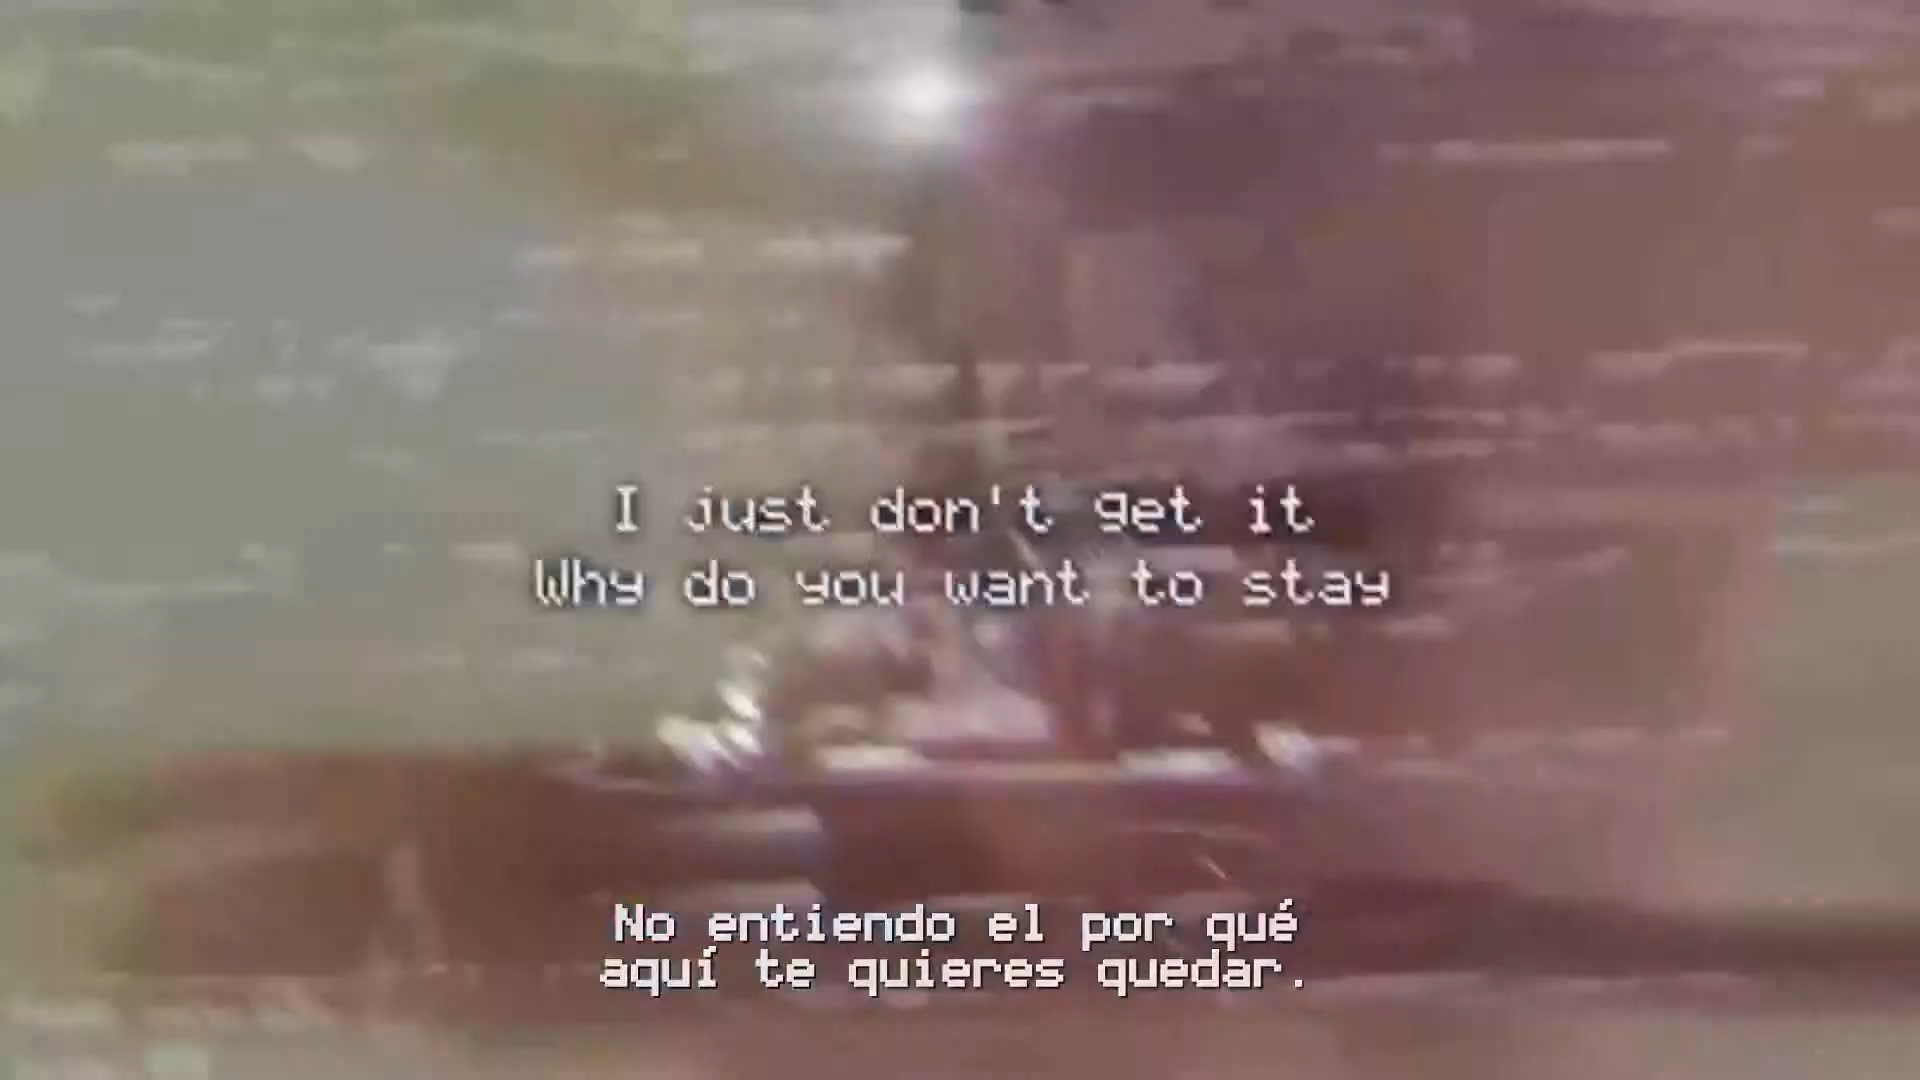 I just don't get it
Why do you want to stay
No entiendo el por qué
aquí te quieres quedar.